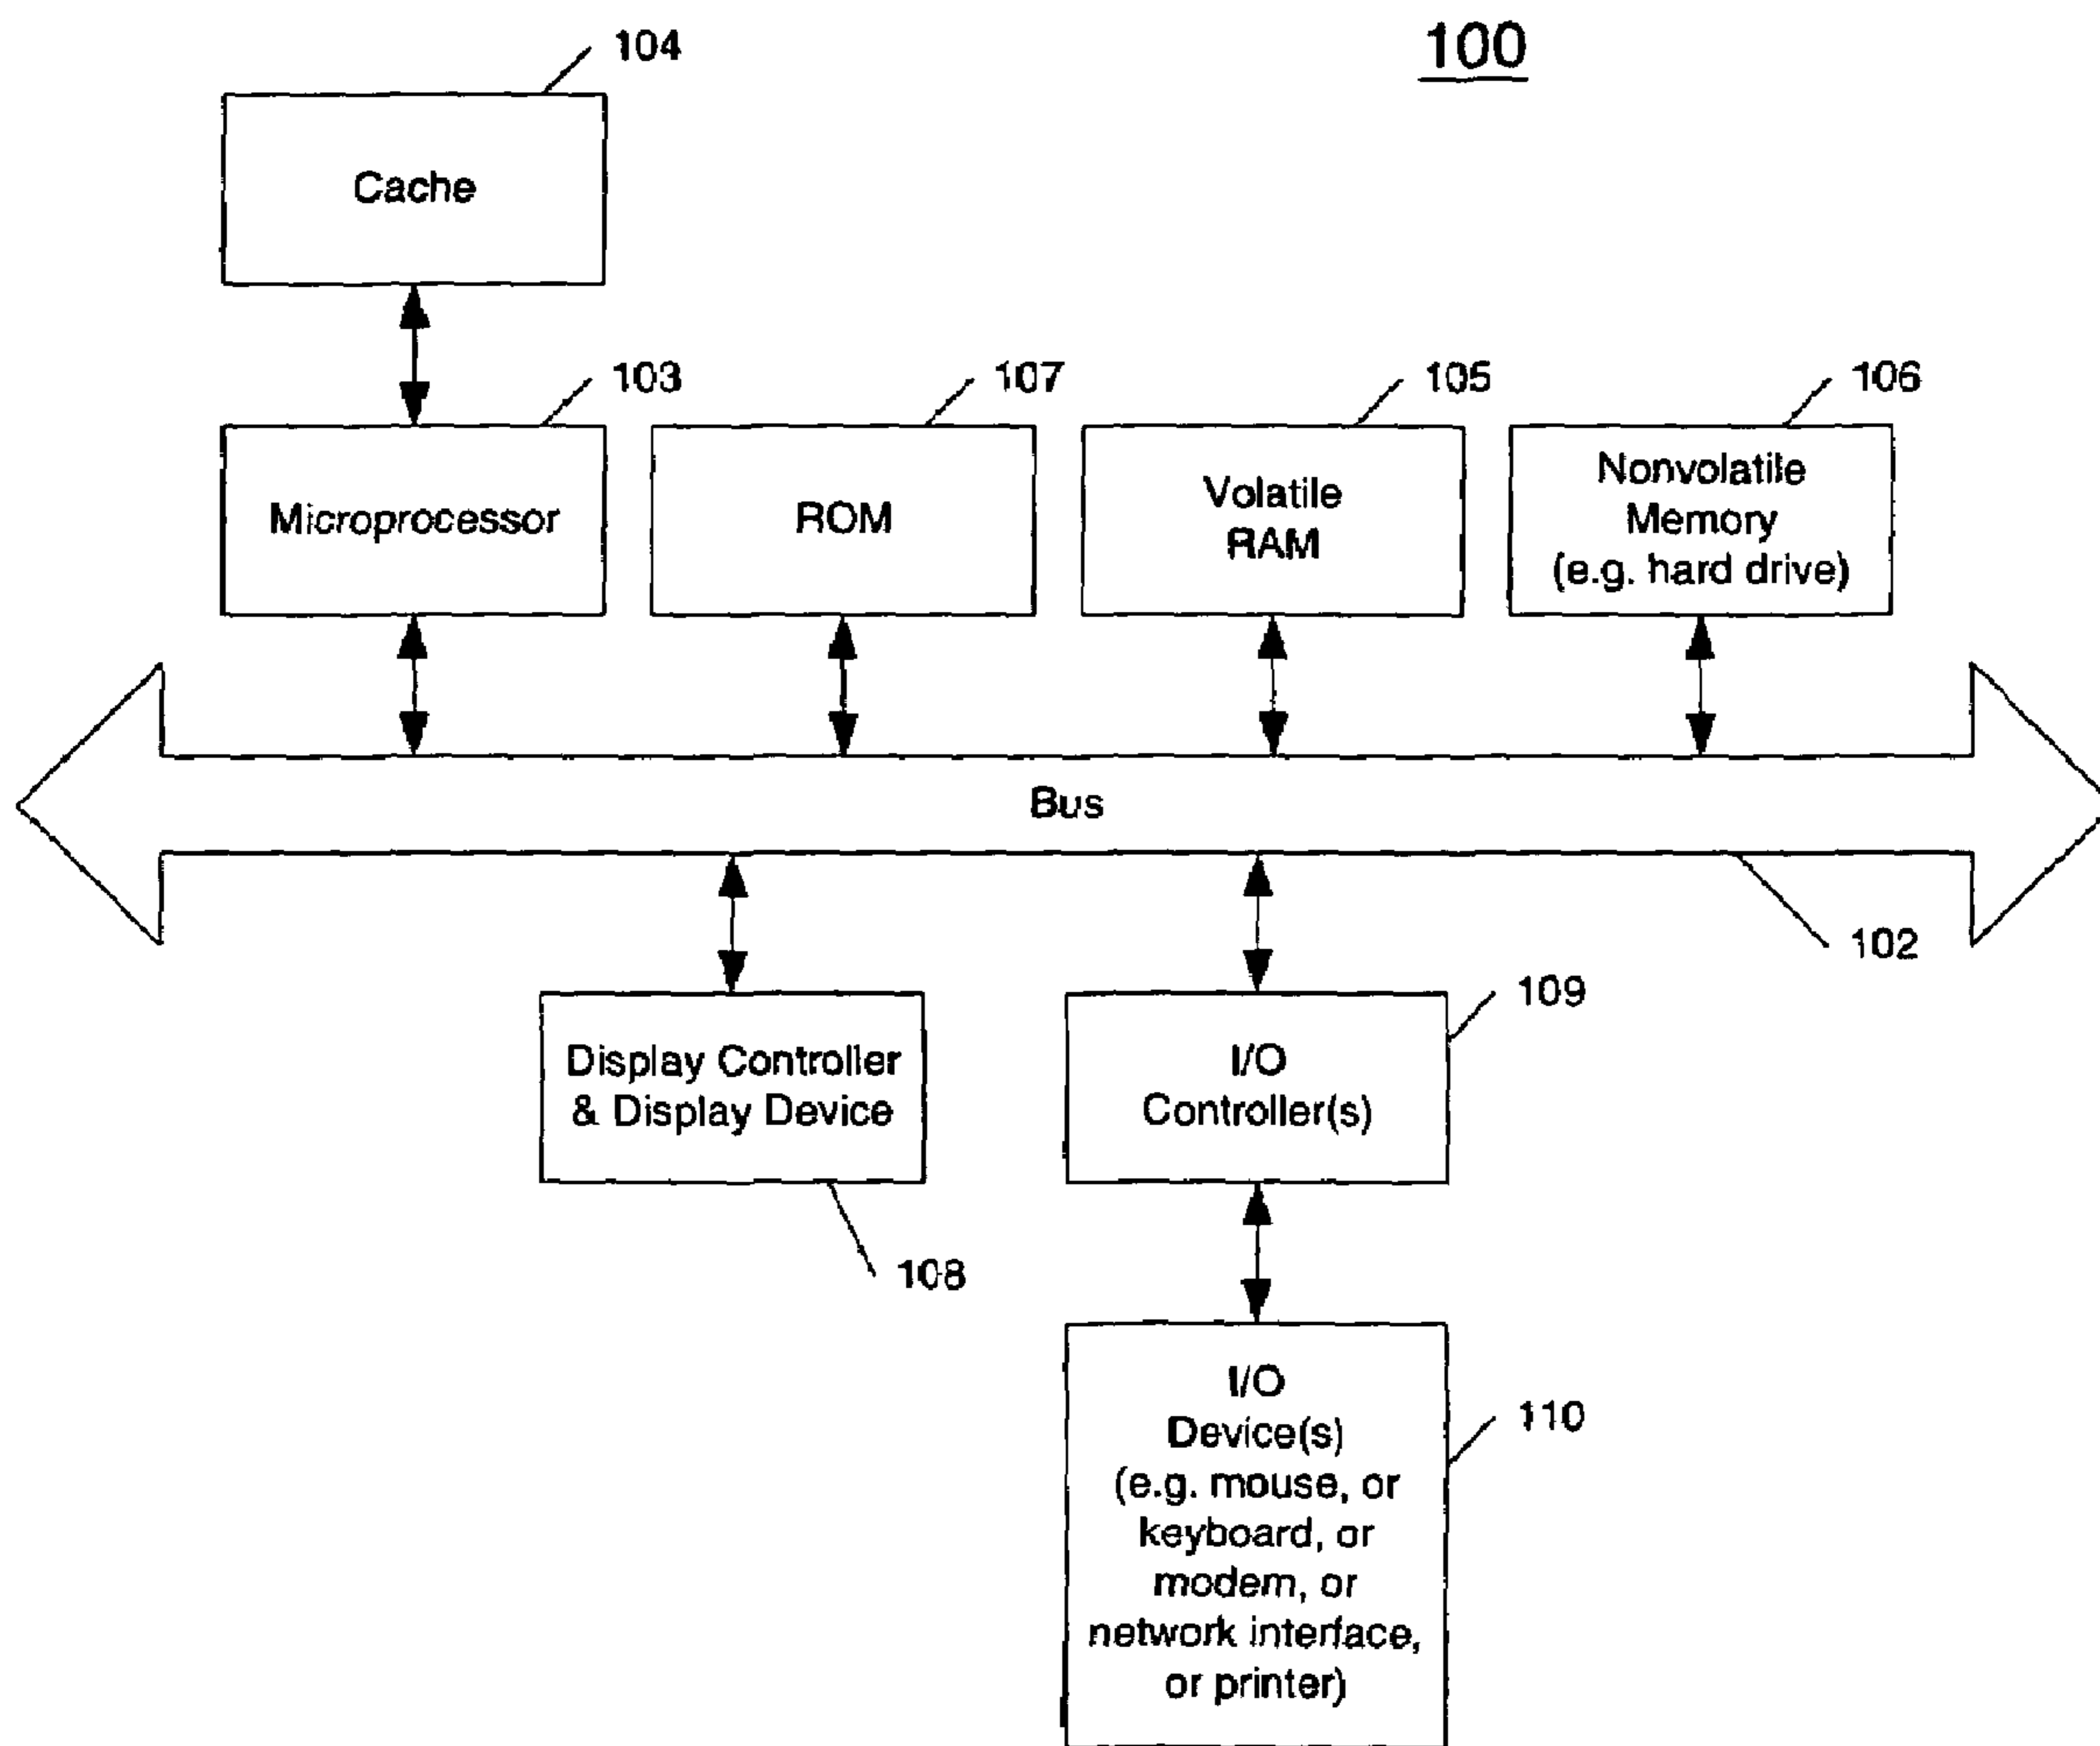 104
100
Cache
103
107
105
106
Microprocessor
ROM
Volatile
RAM
Nonvolatile
Memory
(e.g. hard drive)
Bus
102
109
Display Controller
& Display Device
I/O
Controller(s)
108
I/O
Device(s)
(e.g. mouse, or
keyboard, or
modem, or
network interface,
or printer)
110